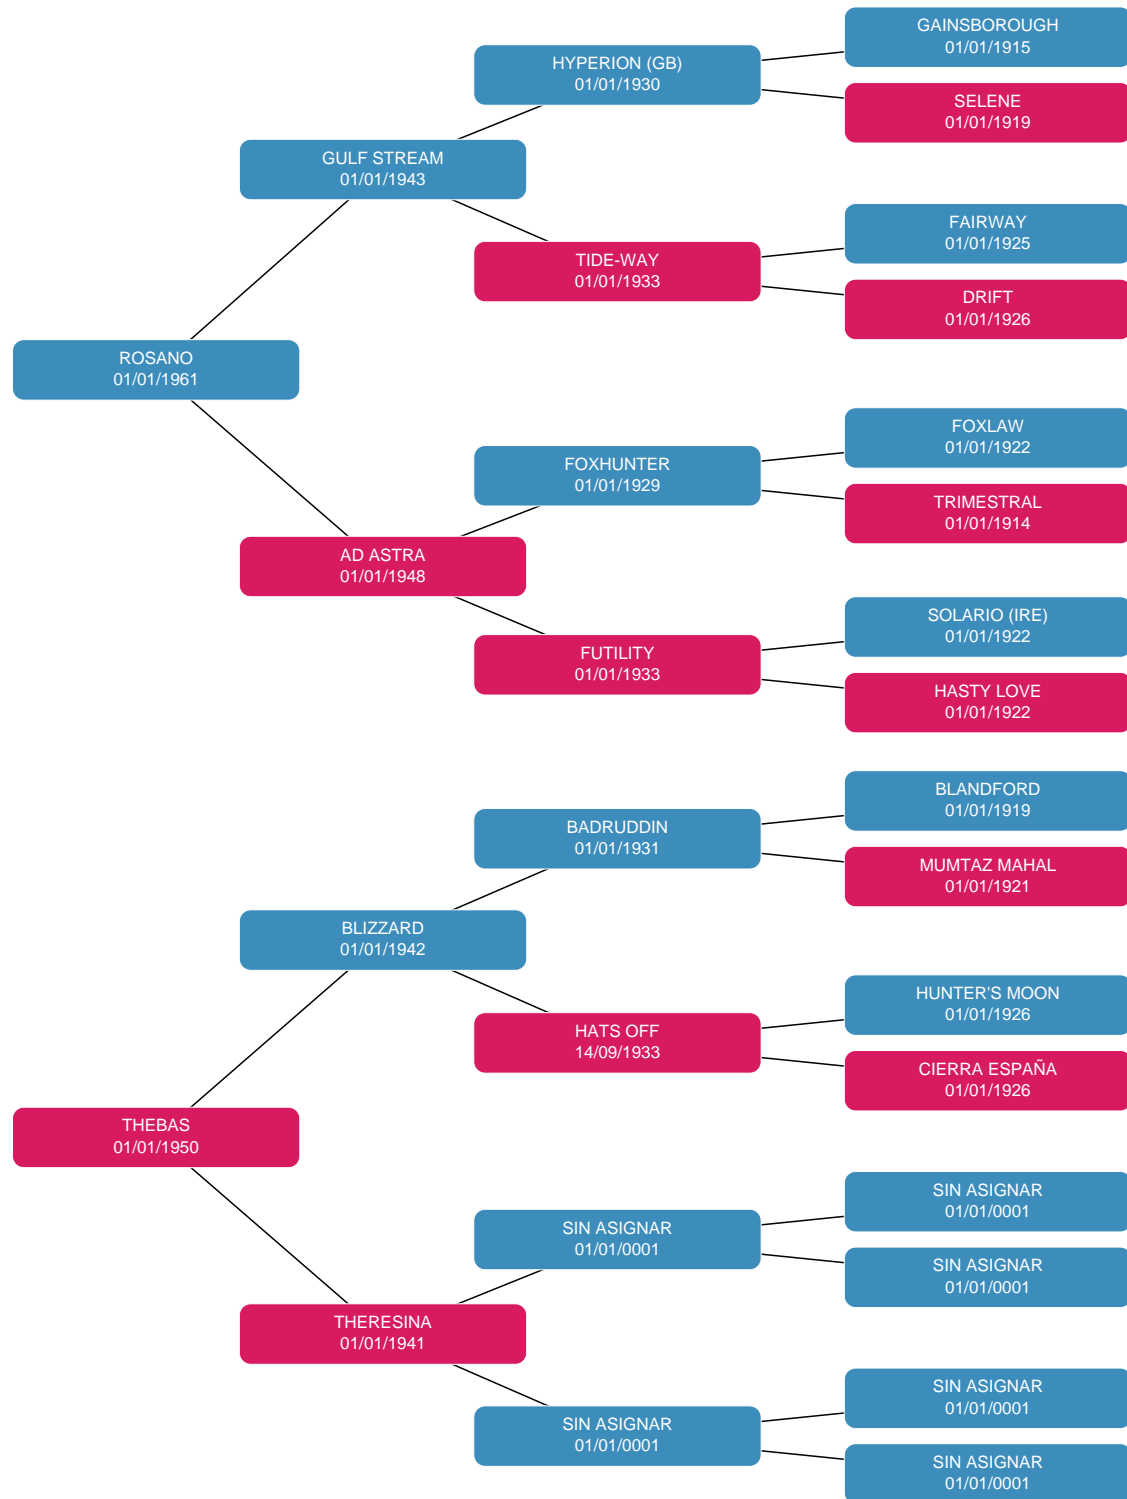 GAINSBOROUGH
01/01/1915
HYPERION (GB)
01/01/1930
SELENE
01/01/1919
GULF STREAM
01/01/1943
FAIRWAY
01/01/1925
TIDE-WAY
01/01/1933
DRIFT
01/01/1926
ROSANO
01/01/1961
FOXLAW
01/01/1922
FOXHUNTER
01/01/1929
TRIMESTRAL
01/01/1914
AD ASTRA
01/01/1948
SOLARIO (IRE)
01/01/1922
FUTILITY
01/01/1933
HASTY LOVE
01/01/1922
BLANDFORD
01/01/1919
BADRUDDIN
01/01/1931
MUMTAZ MAHAL
01/01/1921
BLIZZARD
01/01/1942
HUNTER'S MOON
01/01/1926
HATS OFF
14/09/1933
CIERRA ESPAÑA
01/01/1926
THEBAS
01/01/1950
SIN ASIGNAR
01/01/0001
SIN ASIGNAR
01/01/0001
SIN ASIGNAR
01/01/0001
THERESINA
01/01/1941
SIN ASIGNAR
01/01/0001
SIN ASIGNAR
01/01/0001
SIN ASIGNAR
01/01/0001